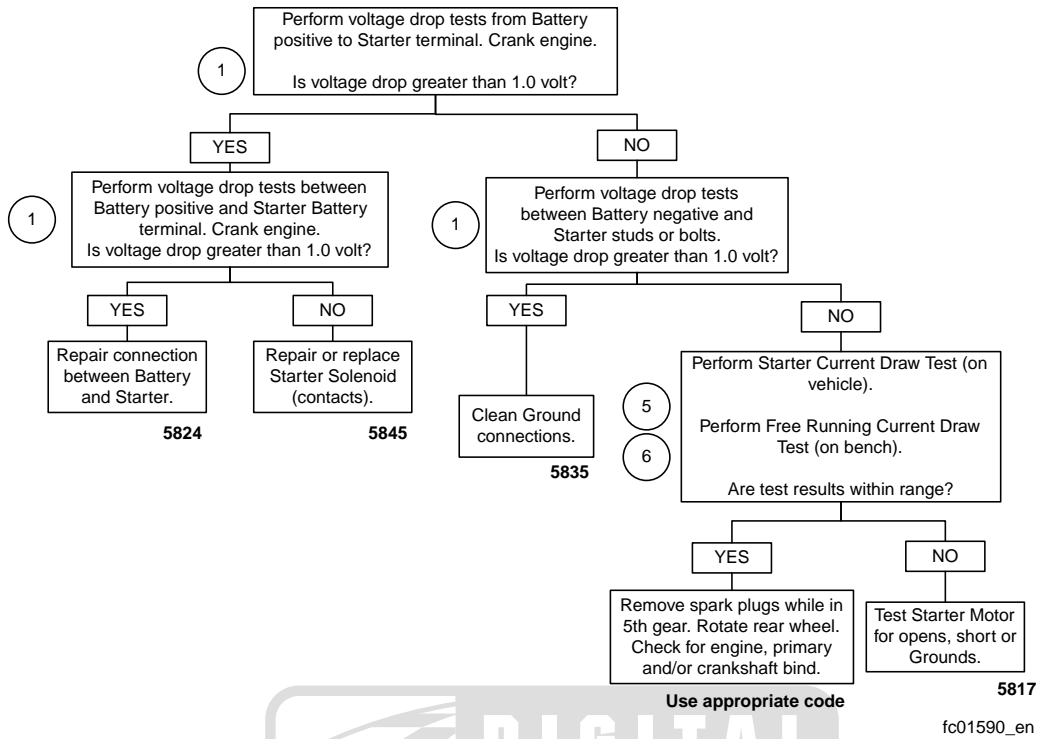 Perform voltage drop tests from Battery
positive to Starter terminal. Crank engine.
Is voltage drop greater than 1.0 volt?
1
YES
NO
Perform voltage drop tests between
Battery positive and Starter Battery
terminal. Crank engine.
Is voltage drop greater than 1.0 volt?
1
Perform voltage drop tests
between Battery negative and
Starter studs or bolts.
Is voltage drop greater than 1.0 volt?
1
YES
NO
YES
NO
Repair connection
between Battery
and Starter.
5824
Repair or replace
Starter Solenoid
(contacts).
5845
Clean Ground
connections.
5835
Perform Starter Current Draw Test (on
vehicle).
Perform Free Running Current Draw
Test (on bench).
Are test results within range?
5
6
YES
NO
Remove spark plugs while in
5th gear. Rotate rear wheel.
Check for engine, primary
and/or crankshaft bind.
Use appropriate code
Test Starter Motor
for opens, short or
Grounds.
5817
fc01590_en
DIGITAL